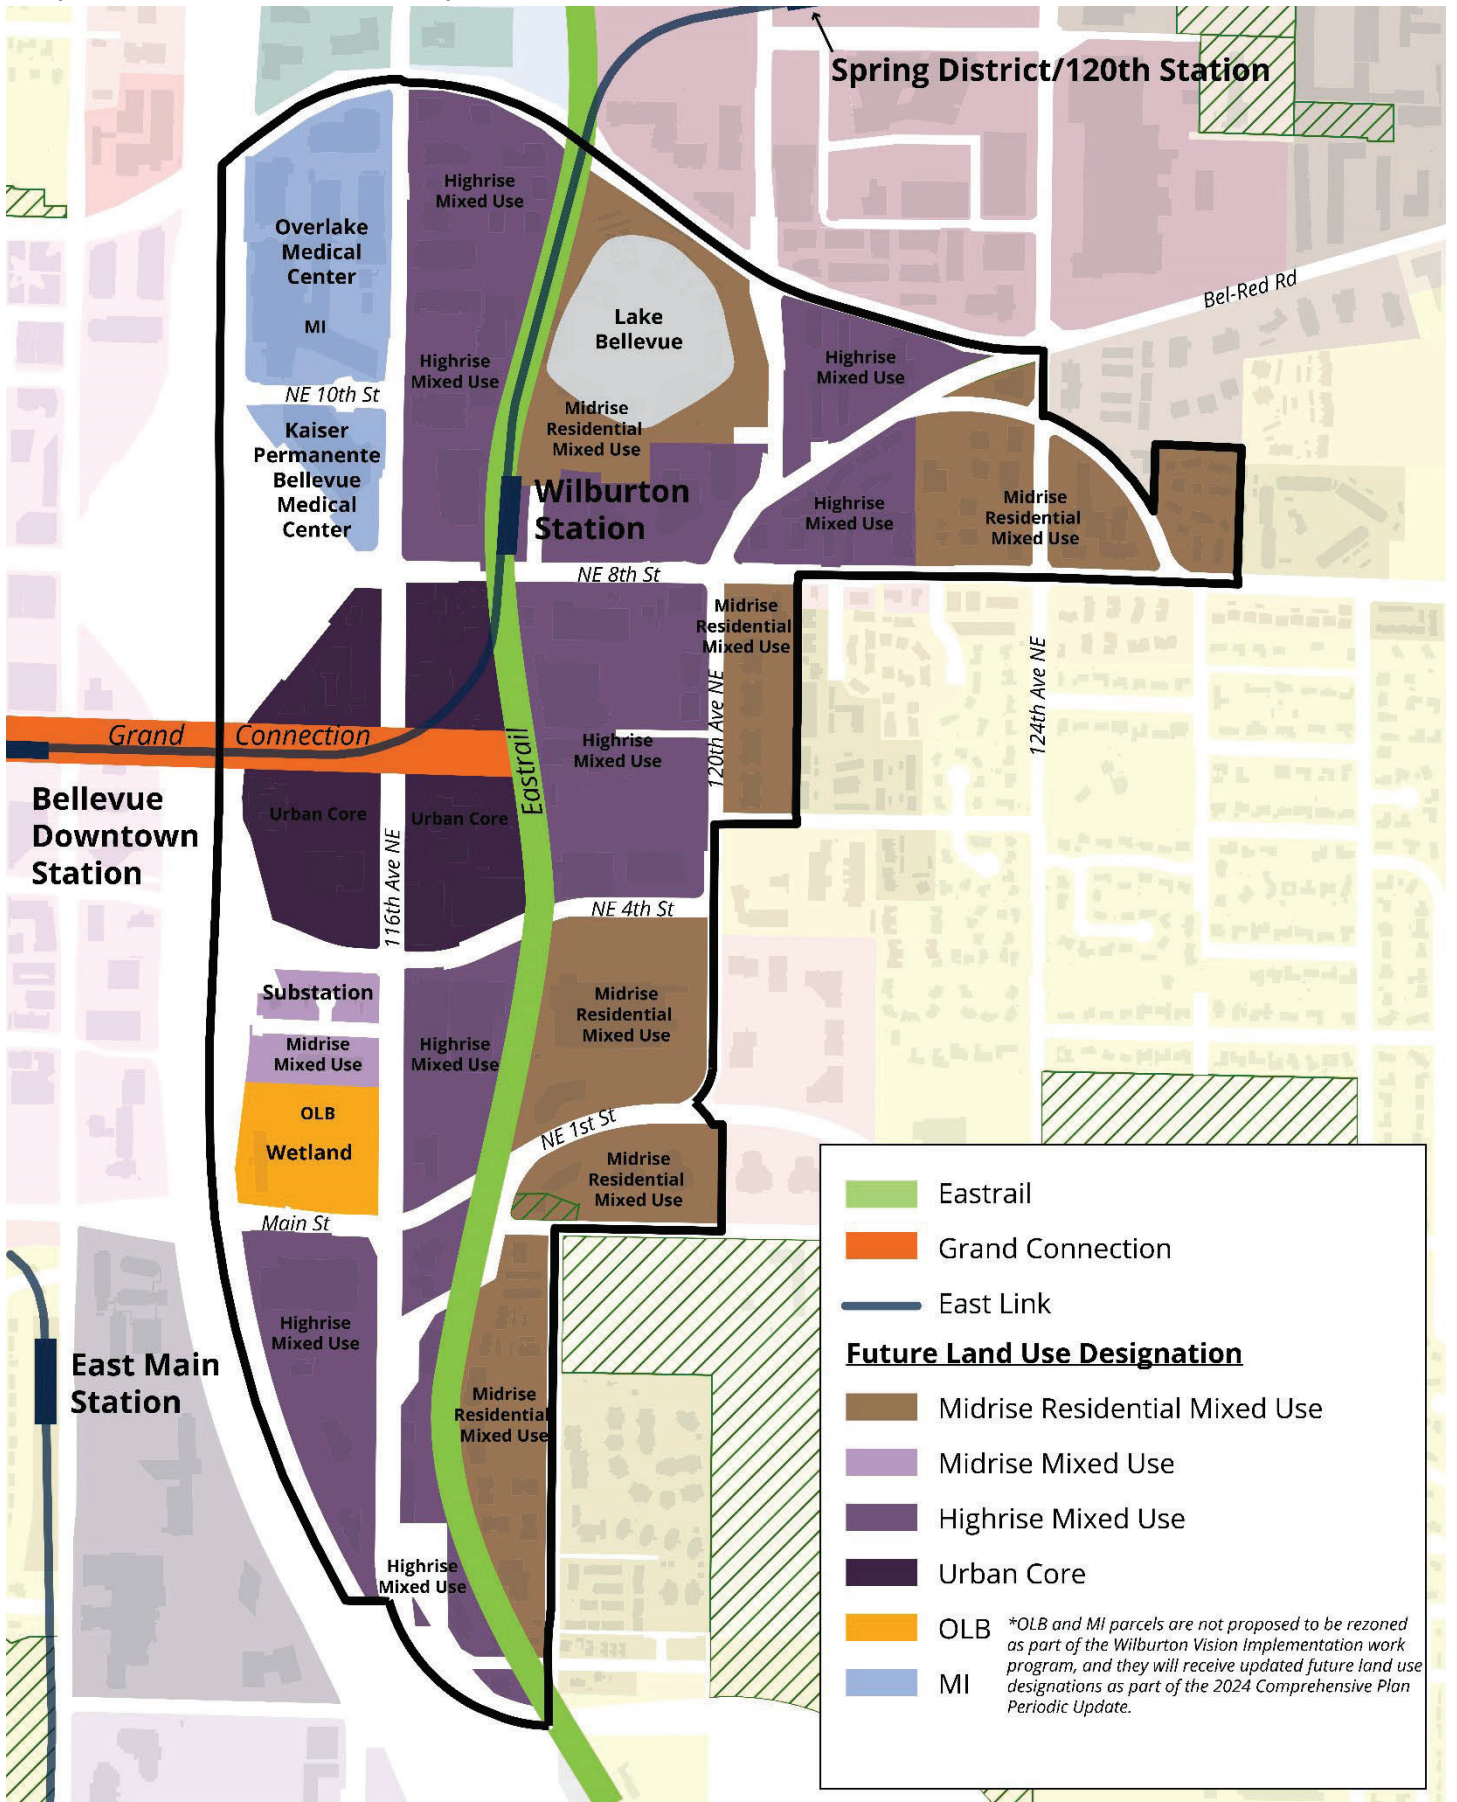 Spring District/120th Station
Highrise
Mixed Use
Overlake
Medical
Center
MI
Bel-Red Rd
Lake
Bellevue
Highrise
Mixed Use
Highrise
Mixed Use
NE 10th St
Midrise
Residential
Mixed Use
Kaiser
Permanente
Bellevue
Medical
Center
Wilburton
Station
Highrise
Mixed Use
Midrise
Residential
Mixed Use
NE 8th St
Midrise
Residential
Mixed Use
120th Ave NE
124th Ave NE
Grand Connection
Eastrail
Highrise
Mixed Use
Bellevue
Downtown
Station
Urban Core
Urban Core
116th Ave NE
NE 4th St
Substation
Midrise
Residential
Mixed Use
Midrise
Mixed Use
Highrise
Mixed Use
OLB
Wetland
NE 1st St
Midrise
Residential
Mixed Use
Main St
Highrise
Mixed Use
East Main
Station
Midrise
Residential
Mixed Use
Highrise
Mixed Use
Eastrail
Grand Connection
East Link
Future Land Use Designation
Midrise Residential Mixed Use
Midrise Mixed Use
Highrise Mixed Use
Urban Core
OLB
MI
*OLB and MI parcels are not proposed to be rezoned
as part of the Wilburton Vision Implementation work
program, and they will receive updated future land use
designations as part of the 2024 Comprehensive Plan
Periodic Update.